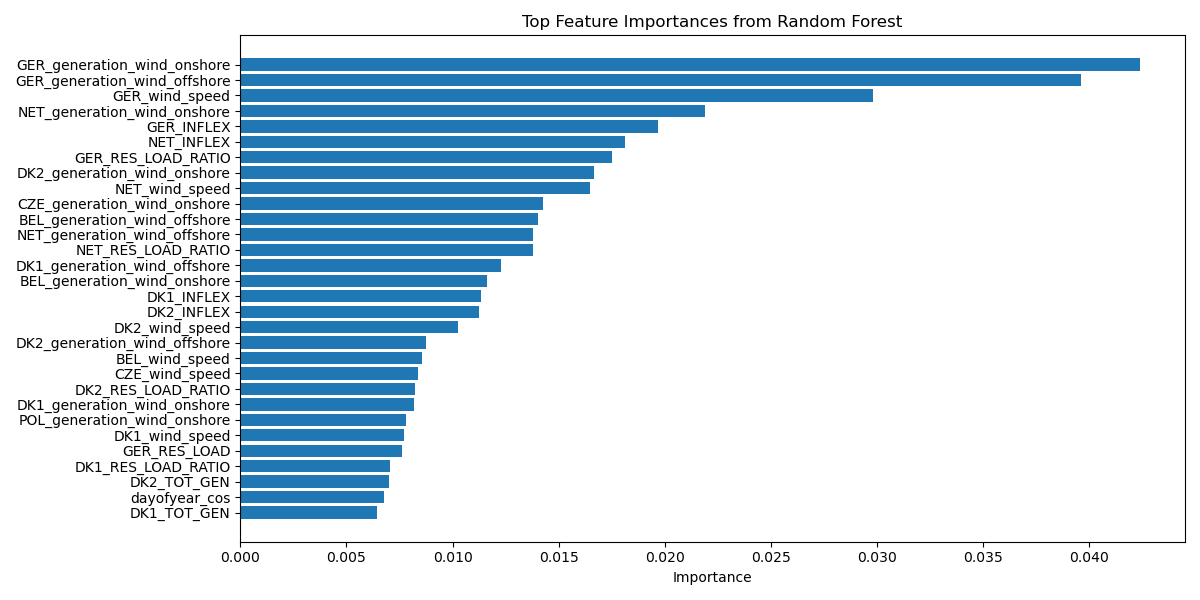 Top Feature Importances from Random Forest
GER_generation_wind_onshore
GER_generation_wind_offshore
GER_wind_speed
NET_generation_wind_onshore
GER_INFLEX
NET_INFLEX
GER_RES_LOAD_RATIO
DK2_generation_wind_onshore
NET_wind_speed
CZE_generation_wind_onshore
BEL_generation_wind_offshore
NET_generation_wind_offshore
NET_RES_LOAD_RATIO
DK1_generation_wind_offshore
BEL_generation_wind_onshore
DK1_INFLEX
DK2_INFLEX
DK2_wind_speed
DK2_generation_wind_offshore
BEL_wind_speed
CZE_wind_speed
DK2_RES_LOAD_RATIO
DK1_generation_wind_onshore
POL_generation_wind_onshore
DK1_wind_speed
GER_RES_LOAD
DK1_RES_LOAD_RATIO
DK2_TOT_GEN
dayofyear_cos
DK1_TOT_GEN
0.000 0.005 0.010 0.015 0.020 0.025 0.030 0.035 0.040
Importance